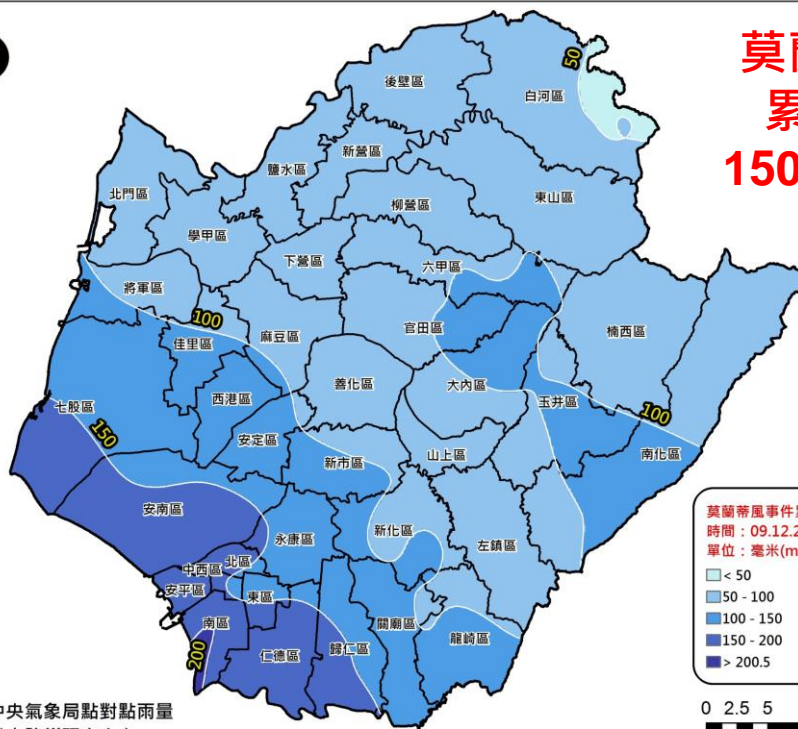 莫蘭
累
150
50
後壁區
白河區
新營區
鹽水區
北門區
柳營區
東山區
學甲區
下營區
六甲區
將軍區
100
麻豆區
官田區
楠西區
佳里區
善化區
大內區
西港區
玉井區
100
七股區
150
安定區
新市區
山上區
南化區
安南區
新化區
永康區
左鎮區
北區
中西區
安平區
東區
南區
關廟區
龍崎區
歸仁區
仁德區
200
莫蘭蒂風事件
時間：09.12.2
單位：毫米(m
< 50
50 - 100
100 - 150
150 - 200
> 200.5
中央氣象局點對點雨量
0 2.5 5